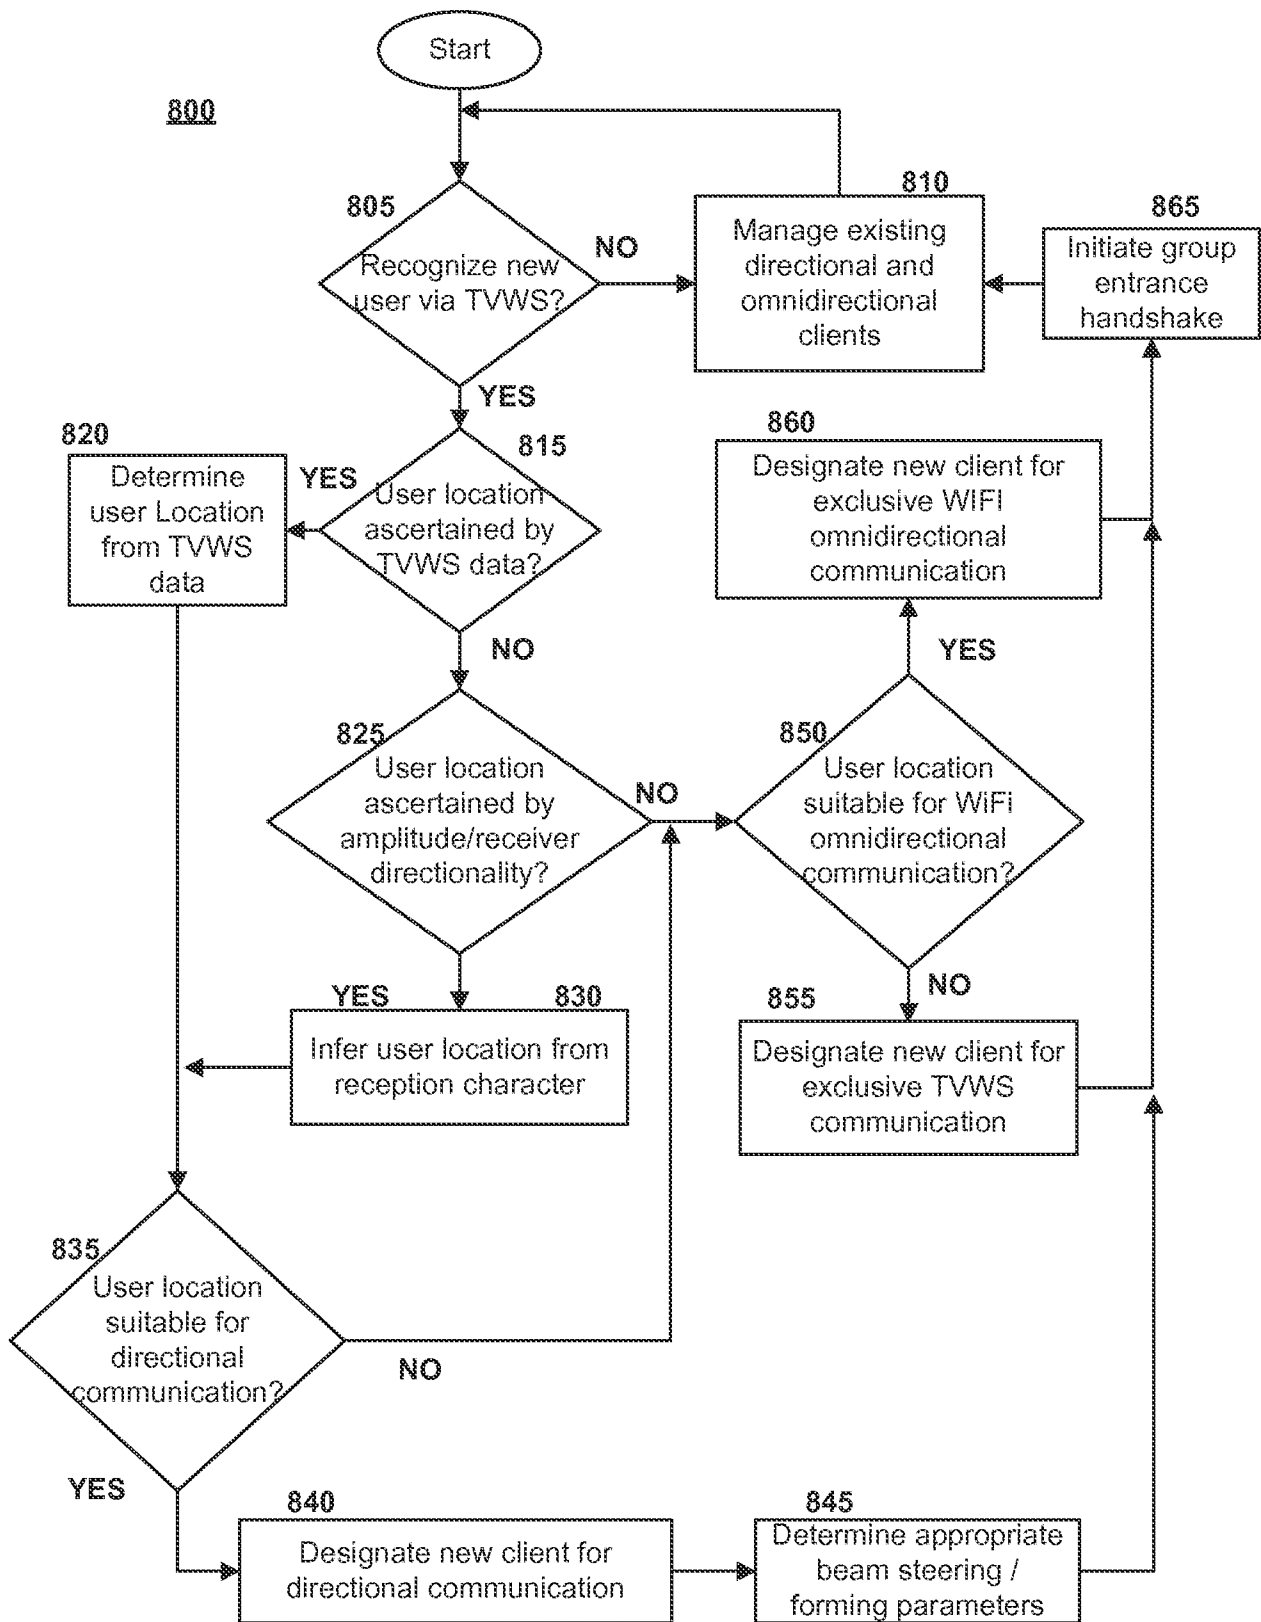 Start
800
805
Recognize new
user via TVWS?
NO
810
Manage existing
directional and
omnidirectional
clients
865
Initiate group
entrance
handshake
YES
820
Determine
user Location
from TVWS
data
YES
815
User location
ascertained by
TVWS data?
NO
860
Designate new client for
exclusive WIFI
omnidirectional
communication
YES
825
User location
ascertained by
amplitude/receiver
directionality?
NO
850
User location
suitable for WiFi
omnidirectional
communication?
YES
830
Infer user location from
reception character
NO
855
Designate new client for
exclusive TVWS
communication
835
User location
suitable for
directional
communication?
NO
YES
840
Designate new client for
directional communication
845
Determine appropriate
beam steering /
forming parameters